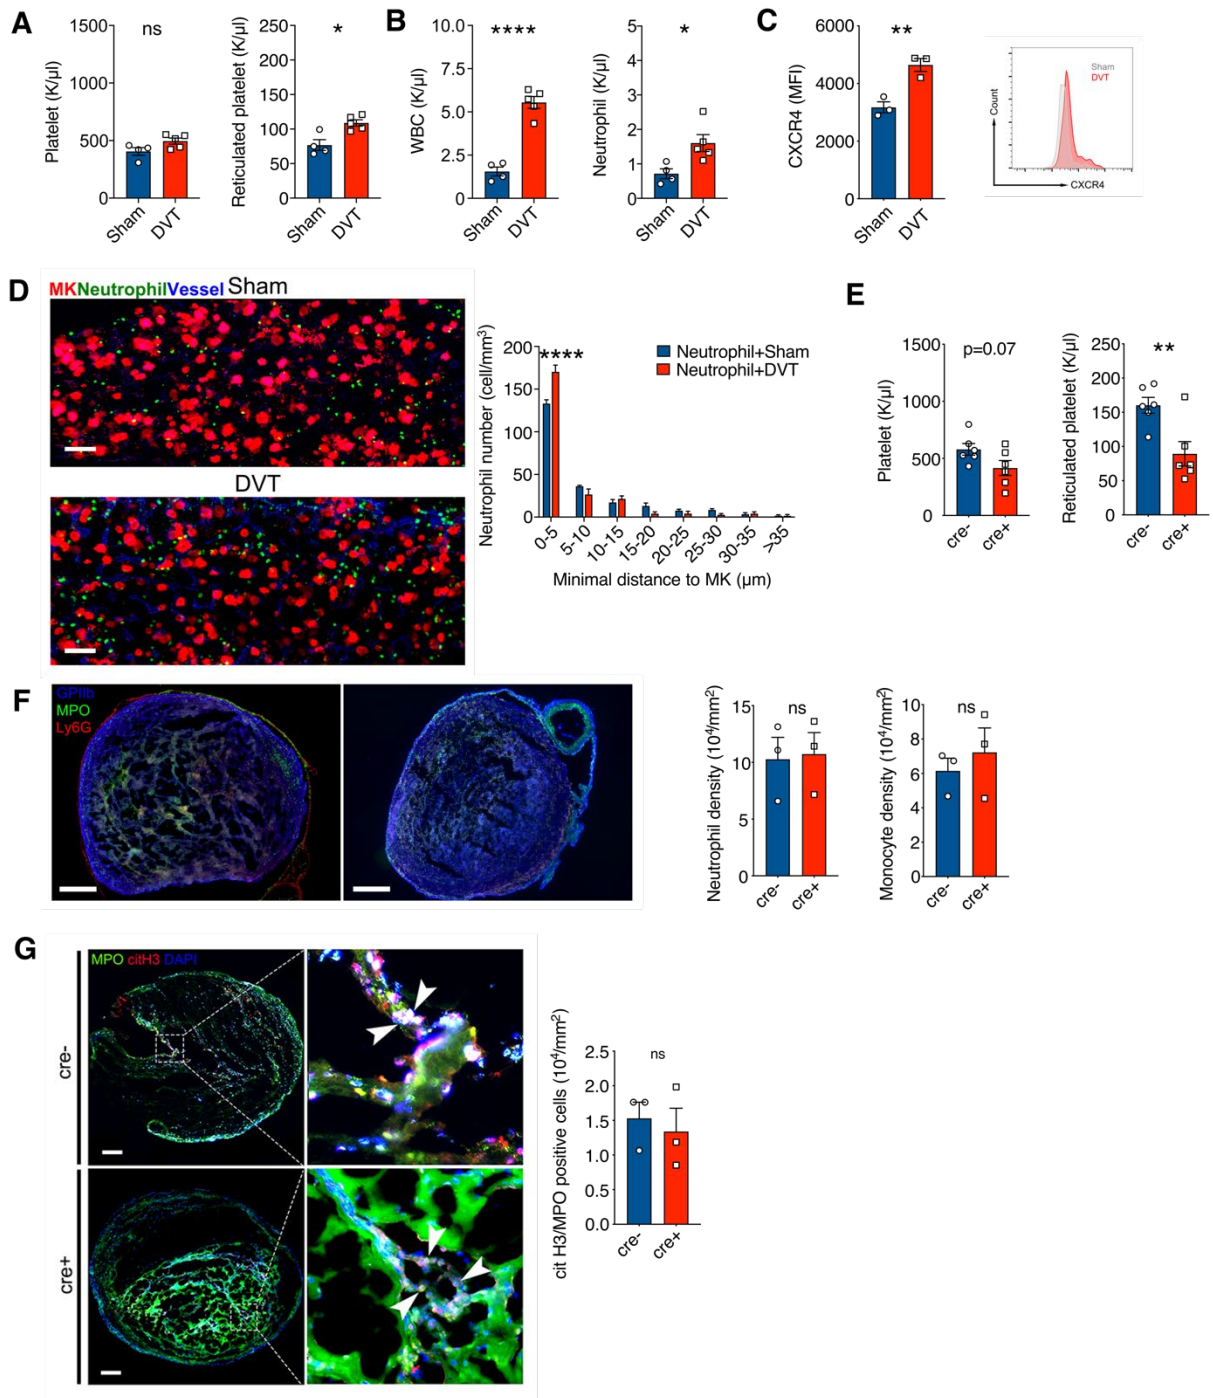 A
Platelet (K/µl)
1500
1000
500
0
ns
Sham
DVT
Reticulated platelet (K/µl)
250
200
150
100
50
0
*
Sham
DVT
B
WBC (K/µl)
10.0
7.5
5.0
2.5
0
****
Sham
DVT
Neutrophil (K/µl)
5
4
3
2
1
0
*
Sham
DVT
C
CXCR4 (MFI)
6000
4000
2000
0
**
Sham
DVT
Sham
DVT
Count
CXCR4
D
MKNeutrophilVessel Sham
DVT
Neutrophil number (cell/mm³)
200
150
100
50
0
****
Neutrophil+Sham
Neutrophil+DVT
0-5
5-10
10-15
15-20
20-25
25-30
30-35
>35
Minimal distance to MK (µm)
E
Platelet (K/µl)
1500
1000
500
0
p=0.07
cre-
cre+
Reticulated platelet (K/µl)
250
200
150
100
50
0
**
cre-
cre+
F
GPIIb
MPO
Ly6G
Neutrophil density (10⁴/mm²)
15
10
5
0
ns
cre-
cre+
Monocyte density (10⁴/mm²)
10
8
6
4
2
0
ns
cre-
cre+
G
MPO citH3 DAPI
cre-
cre+
cit H3/MPO positive cells (10⁴/mm²)
2.5
2.0
1.5
1.0
0.5
0.0
ns
cre-
cre+